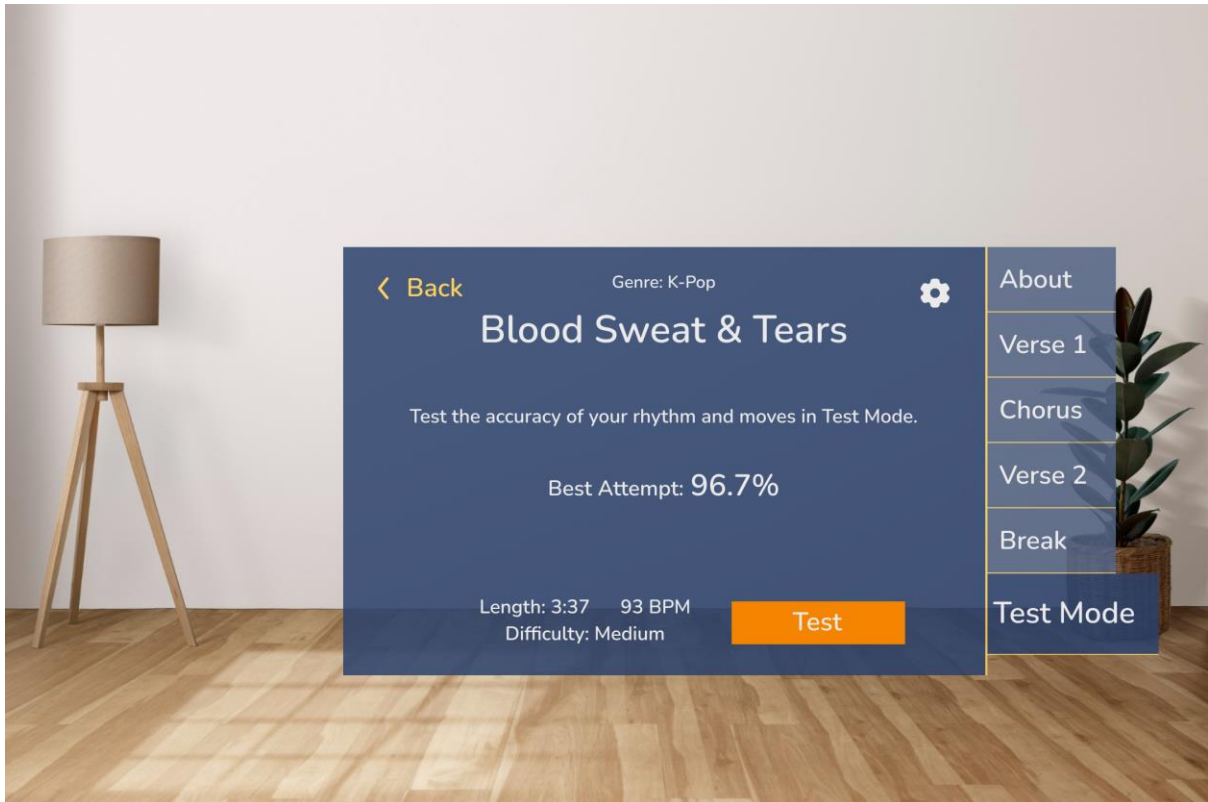 Back
Genre: K-Pop
Blood Sweat & Tears
Test the accuracy of your rhythm and moves in Test Mode.
Best Attempt: 96.7%
Length: 3:37 93 BPM
Difficulty: Medium
Test
About
Verse 1
Chorus
Verse 2
Break
Test Mode